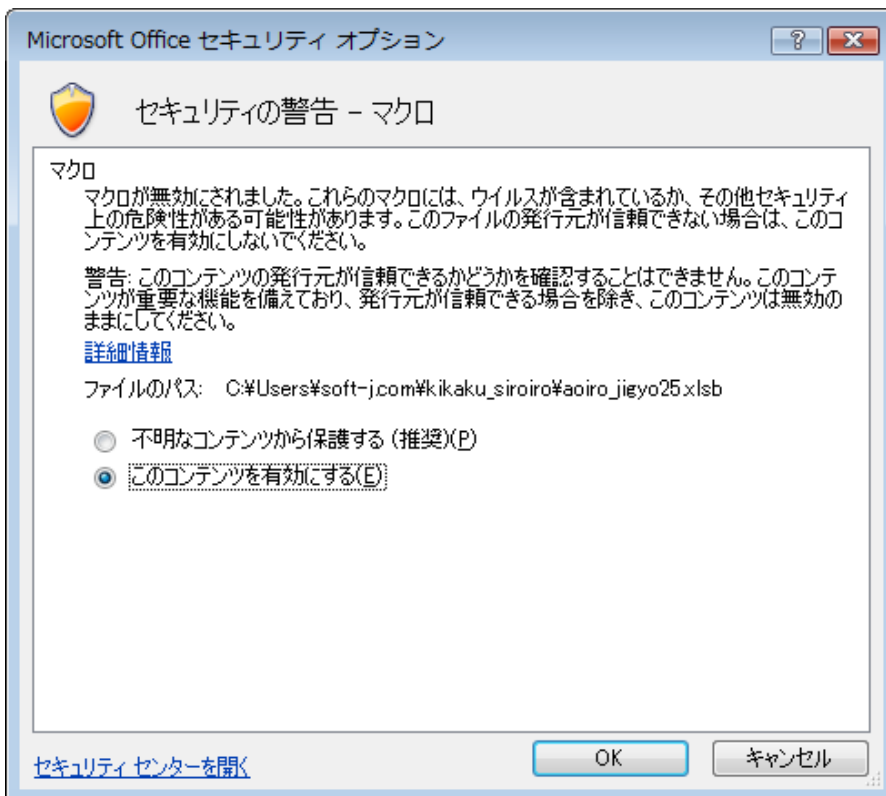 Microsoft Office セキュリティ オプション
セキュリティの警告 - マクロ
マクロ
マクロが無効にされました。これらのマクロには、ウイルスが含まれているか、その他セキュリティ
上の危険性がある可能性があります。このファイルの発行元が信頼できない場合は、このコ
ンテンツを有効にしないでください。
警告: このコンテンツの発行元が信頼できるかどうかを確認することはできません。このコンテ
ンツが重要な機能を備えており、発行元が信頼できる場合を除き、このコンテンツは無効の
ままにしてください。
詳細情報
ファイルのパス: C:¥Users¥soft-j.com¥kikaku_siroiro¥aoiro_jigyo25.xlsb
不明なコンテンツから保護する (推奨)(P)
このコンテンツを有効にする(E)
セキュリティ センターを開く
OK
キャンセル